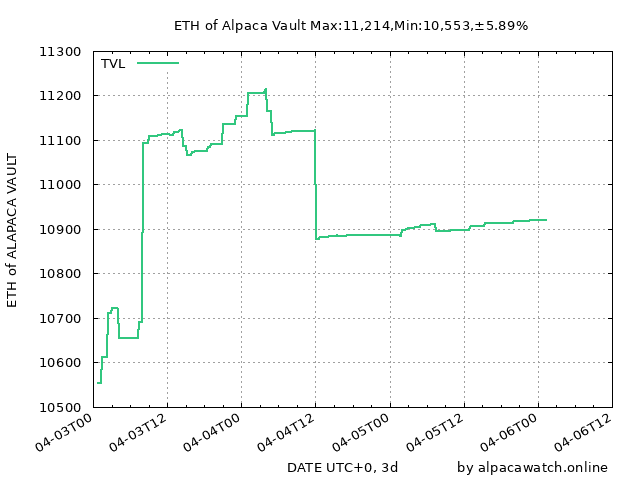 ETH of Alpaca Vault Max:11,214,Min:10,553,±5.89%
TVL
11300
11200
11100
11000
10900
10800
10700
10600
10500
ETH of ALAPACA VAULT
04-03T00
04-03T12
04-04T00
04-04T12
04-05T00
04-05T12
04-06T00
04-06T12
DATE UTC+0, 3d
by alpacawatch.online